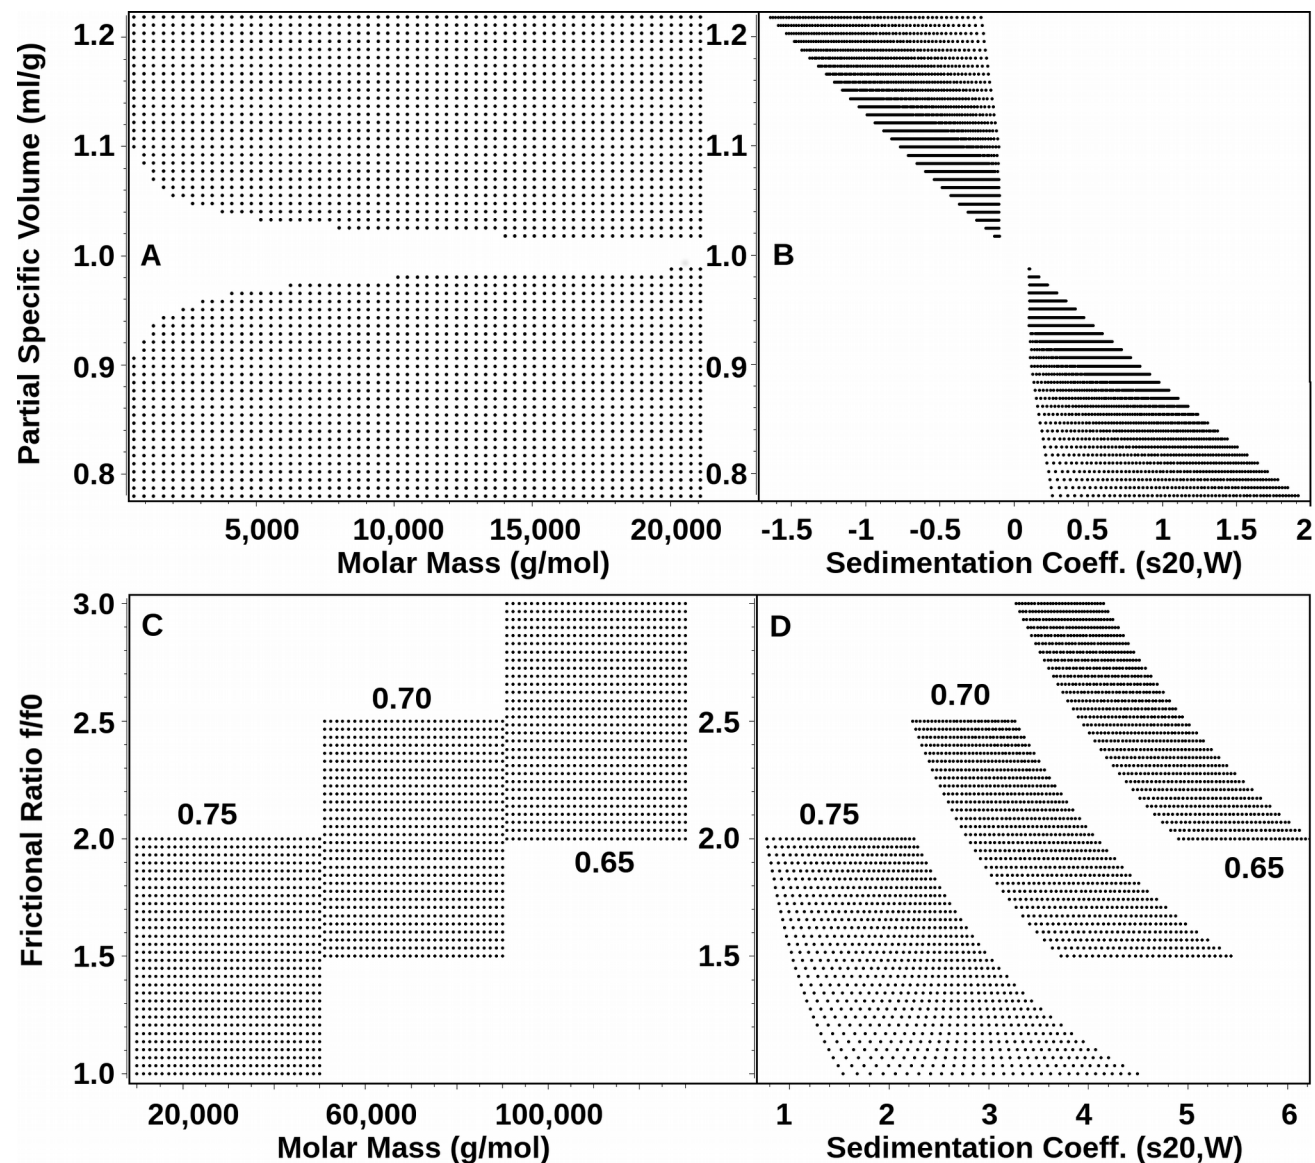 Partial Specific Volume (ml/g)
1.2
1.1
1.0
0.9
0.8
A
5,000 10,000 15,000 20,000
Molar Mass (g/mol)
1.2
1.1
1.0
0.9
0.8
B
-1.5 -1 -0.5 0 0.5 1 1.5 2
Sedimentation Coeff. (s20,W)
Frictional Ratio f/f0
3.0
2.5
2.0
1.5
1.0
C
0.70
0.75
0.65
20,000 60,000 100,000
Molar Mass (g/mol)
2.5
2.0
1.5
D
0.70
0.75
0.65
1 2 3 4 5 6
Sedimentation Coeff. (s20,W)